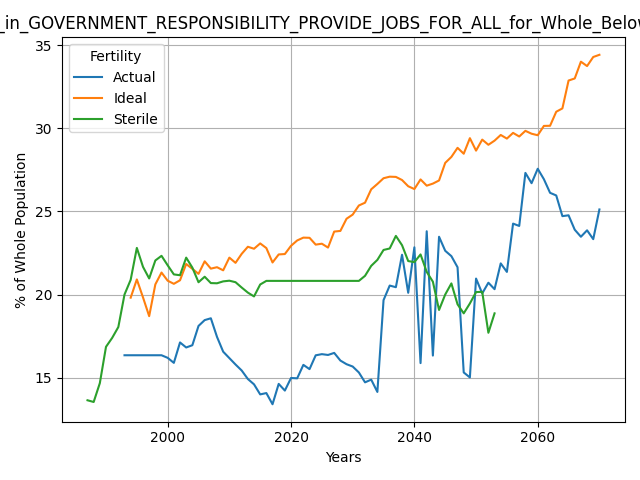 _in_GOVERNMENT_RESPONSIBILITY_PROVIDE_JOBS_FOR_ALL_for_Whole_Below
Fertility
Actual
Ideal
Sterile
35
30
25
20
15
% of Whole Population
2000 2020 2040 2060
Years